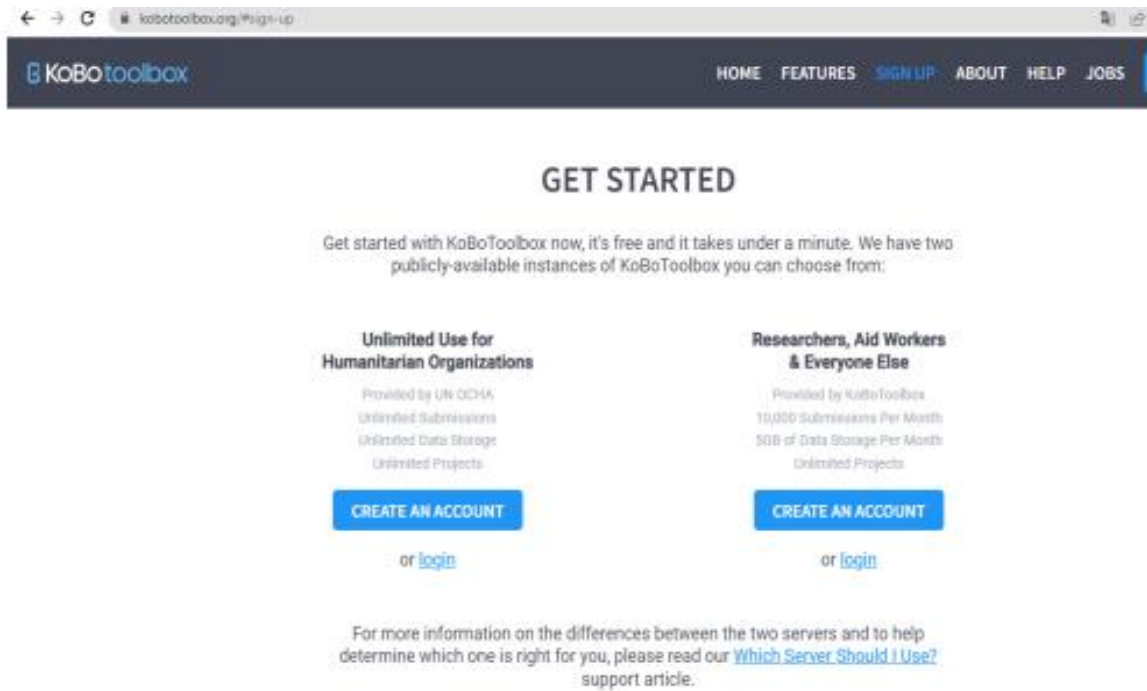 kobotoolbox.org/#sign-up
KoBotoolbox
HOME FEATURES SIGN UP ABOUT HELP JOBS
GET STARTED
Get started with KoBoToolbox now, it's free and it takes under a minute. We have two
publicly-available instances of KoBoToolbox you can choose from:
Unlimited Use for
Humanitarian Organizations
Provided by UN OCHA
Unlimited Submissions
Unlimited Data Storage
Unlimited Projects
CREATE AN ACCOUNT
or login
Researchers, Aid Workers
& Everyone Else
Provided by KoBoToolbox
10,000 Submissions Per Month
5GB of Data Storage Per Month
Unlimited Projects
CREATE AN ACCOUNT
or login
For more information on the differences between the two servers and to help
determine which one is right for you, please read our Which Server Should I Use?
support article.